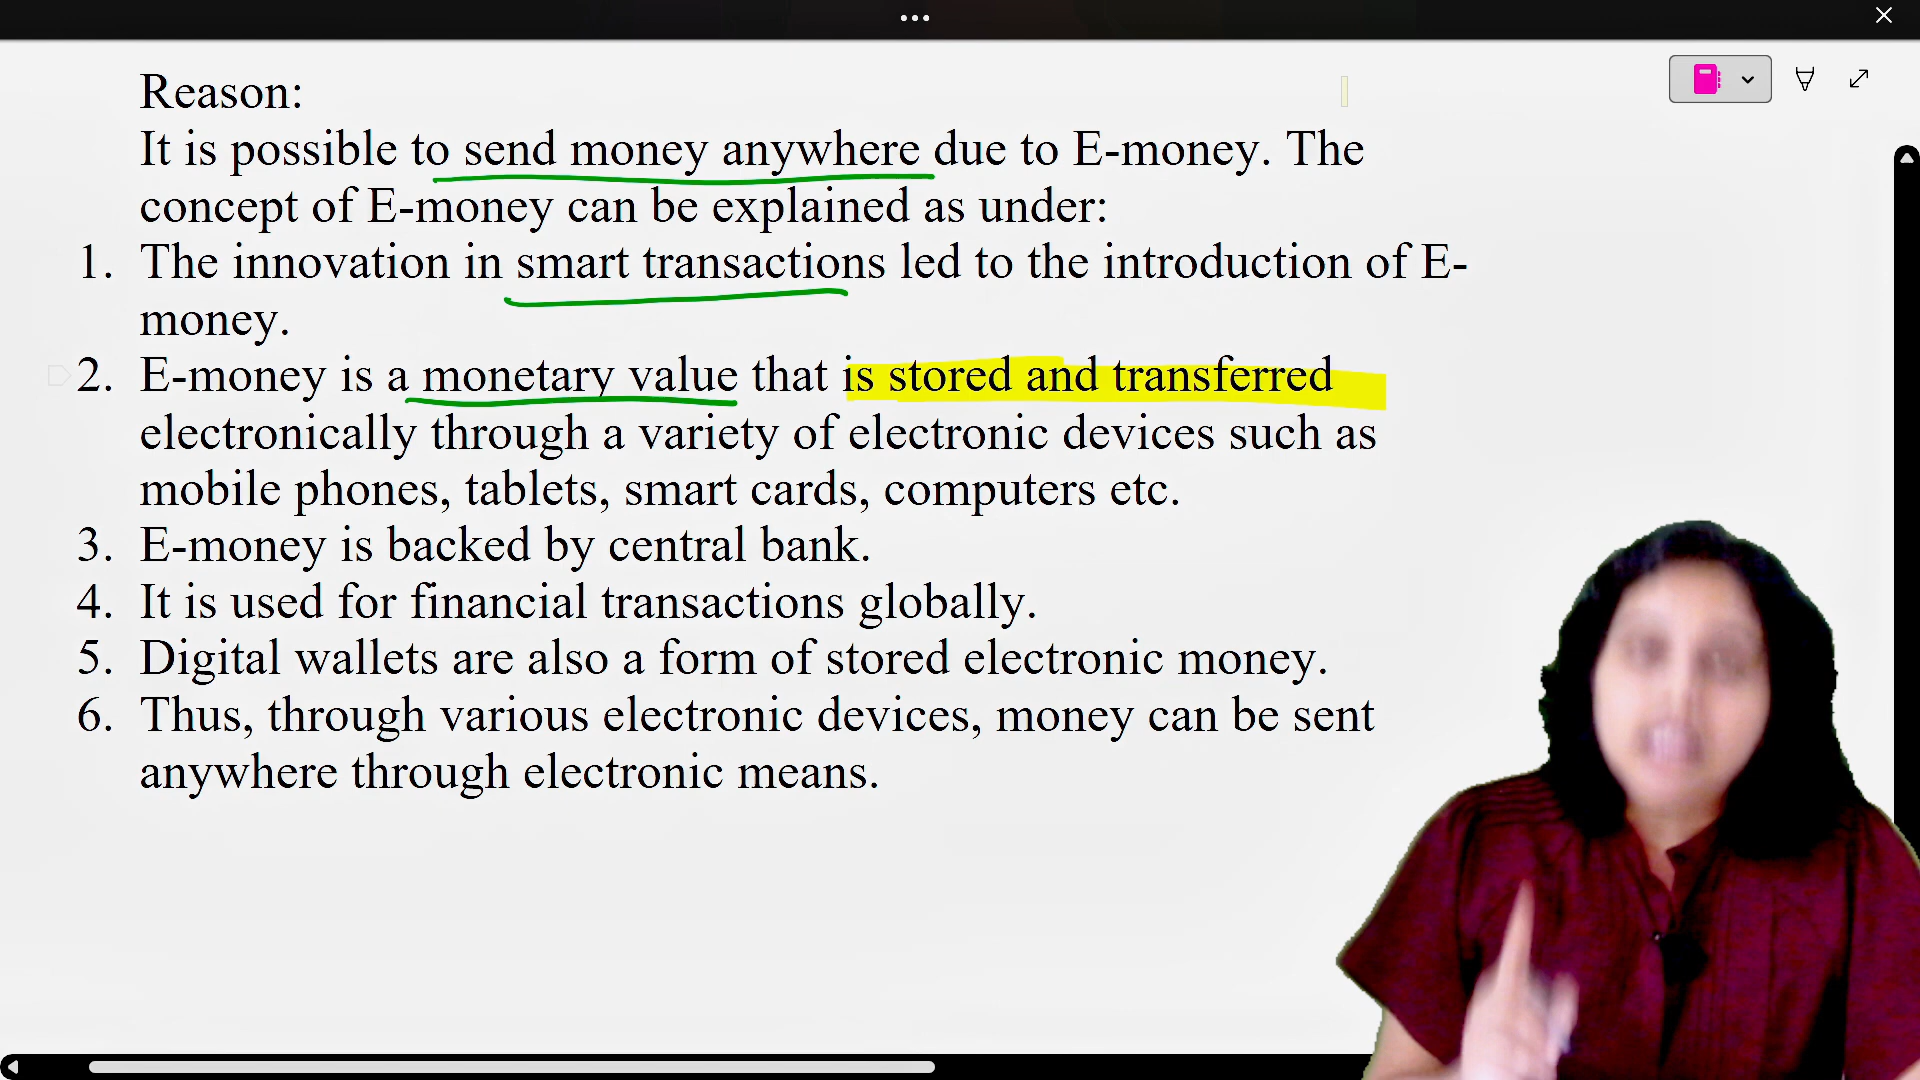 Reason:
It is possible to send money anywhere due to E-money. The
concept of E-money can be explained as under:
1. The innovation in smart transactions led to the introduction of E-
money.
2. E-money is a monetary value that is stored and transferred
electronically through a variety of electronic devices such as
mobile phones, tablets, smart cards, computers etc.
3. E-money is backed by central bank.
4. It is used for financial transactions globally.
5. Digital wallets are also a form of stored electronic money.
6. Thus, through various electronic devices, money can be sent
anywhere through electronic means.